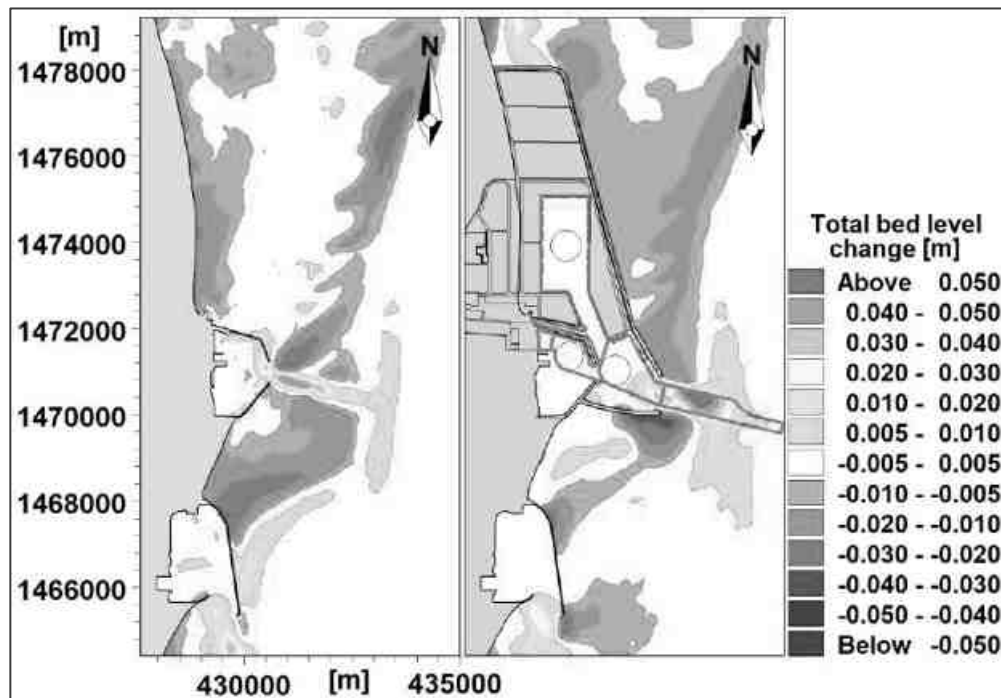 [m]
N
N
1478000
1476000
1474000
1472000
1470000
1468000
1466000
430000 [m] 435000
Total bed level
change [m]
Above 0.050
0.040 - 0.050
0.030 - 0.040
0.020 - 0.030
0.010 - 0.020
0.005 - 0.010
-0.005 - 0.005
-0.010 - -0.005
-0.020 - -0.010
-0.030 - -0.020
-0.040 - -0.030
-0.050 - -0.040
Below -0.050